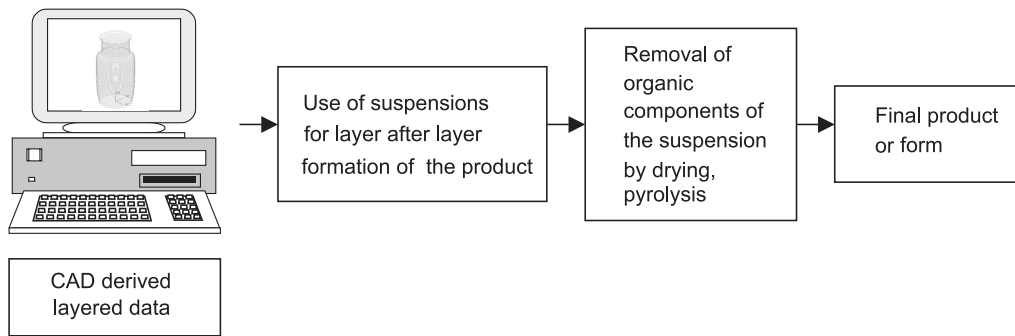 CAD derived
layered data
Use of suspensions
for layer after layer
formation of the product
Removal of
organic
components of
the suspension
by drying,
pyrolysis
Final product
or form